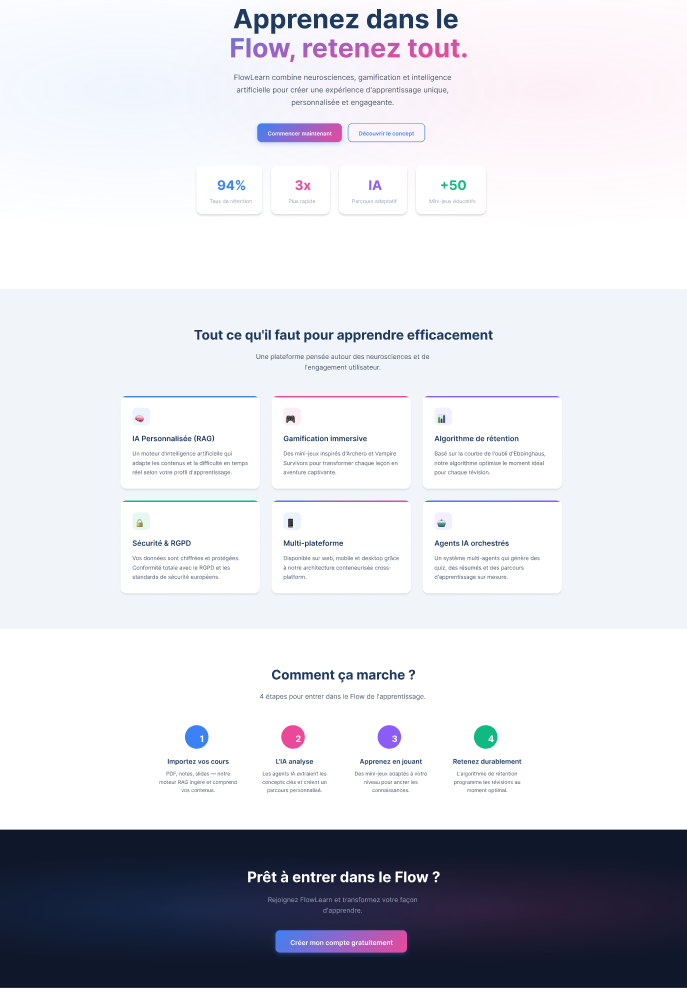 Apprenez dans le
Flow, retenez tout.
FlowLearn combine neurosciences, gamification et intelligence
artificielle pour créer une expérience d'apprentissage unique,
personnalisée et engageante.
Commencer maintenant
Découvrir le concept
94%
Taux de rétention
3x
Plus rapide
IA
Parcours adaptatif
+50
Mini-jeux éducatifs
Tout ce qu'il faut pour apprendre efficacement
Une plateforme pensée autour des neurosciences et de
l'engagement utilisateur.
IA Personnalisée (RAG)
Un moteur d'intelligence artificielle qui
adapte les contenus et la difficulté en temps
réel selon votre profil d'apprentissage.
Gamification immersive
Des mini-jeux inspirés d'Archero et Vampire
Survivors pour transformer chaque leçon en
aventure captivante.
Algorithme de rétention
Basé sur la courbe de l'oubli d'Ebbinghaus,
notre algorithme optimise le moment idéal
pour chaque révision.
Sécurité & RGPD
Vos données sont chiffrées et protégées.
Conformité totale avec le RGPD et les
standards de sécurité européens.
Multi-plateforme
Disponible sur web, mobile et desktop grâce
à notre architecture conteneurisée cross-
platform.
Agents IA orchestrés
Un système multi-agents qui génère des
quiz, des résumés et des parcours
d'apprentissage sur mesure.
Comment ça marche ?
4 étapes pour entrer dans le Flow de l'apprentissage.
1
Importez vos cours
PDF, notes, slides — notre
moteur RAG ingère et comprend
vos contenus.
2
L'IA analyse
Les agents IA extraient les
concepts clés et créent un
parcours personnalisé.
3
Apprenez en jouant
Des mini-jeux adaptés à votre
niveau pour ancrer les
connaissances.
4
Retenez durablement
L'algorithme de rétention
programme les révisions au
moment optimal.
Prêt à entrer dans le Flow ?
Rejoignez FlowLearn et transformez votre façon
d'apprendre.
Créer mon compte gratuitement